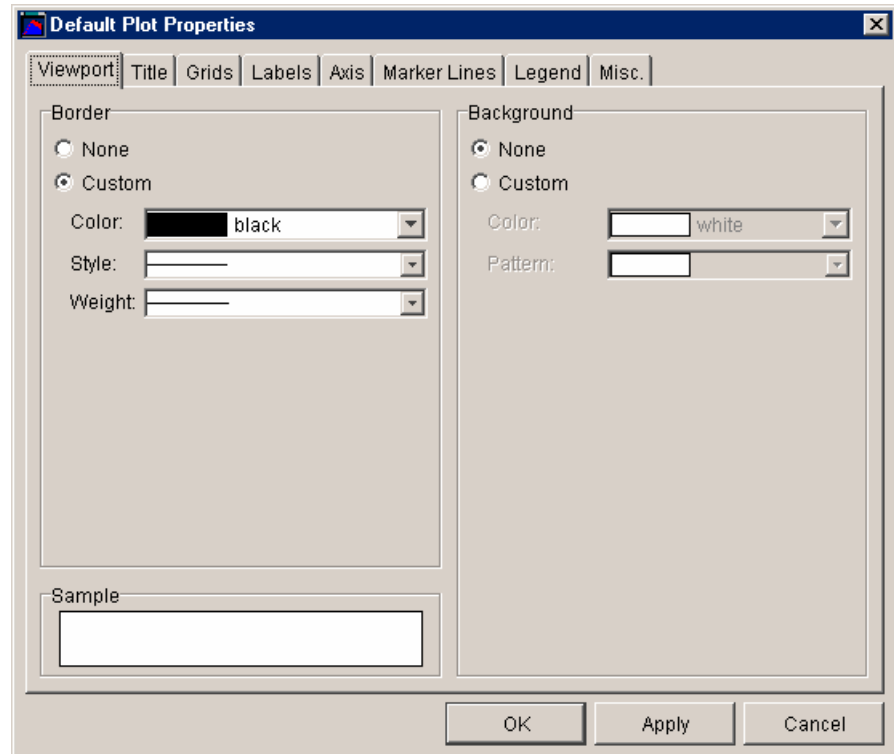 Default Plot Properties
Viewport Title Grids Labels Axis Marker Lines Legend Misc.
Border
None
Custom
Color: black
Style:
Weight:
Background
None
Custom
Color: white
Pattern:
Sample
OK Apply Cancel